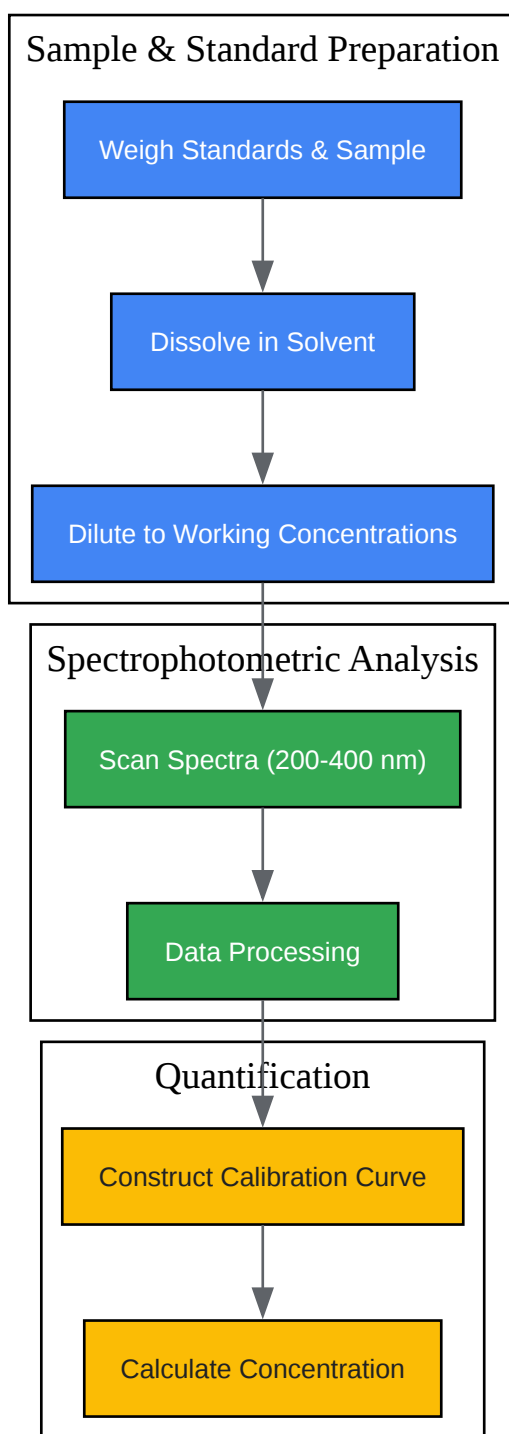 Sample & Standard Preparation
Weigh Standards & Sample
Dissolve in Solvent
Dilute to Working Concentrations
Spectrophotometric Analysis
Scan Spectra (200-400 nm)
Data Processing
Quantification
Construct Calibration Curve
Calculate Concentration